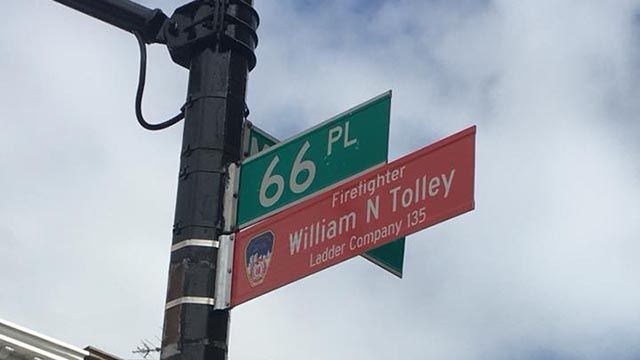 66 PL
Firefighter
William N Tolley
Ladder Company 135